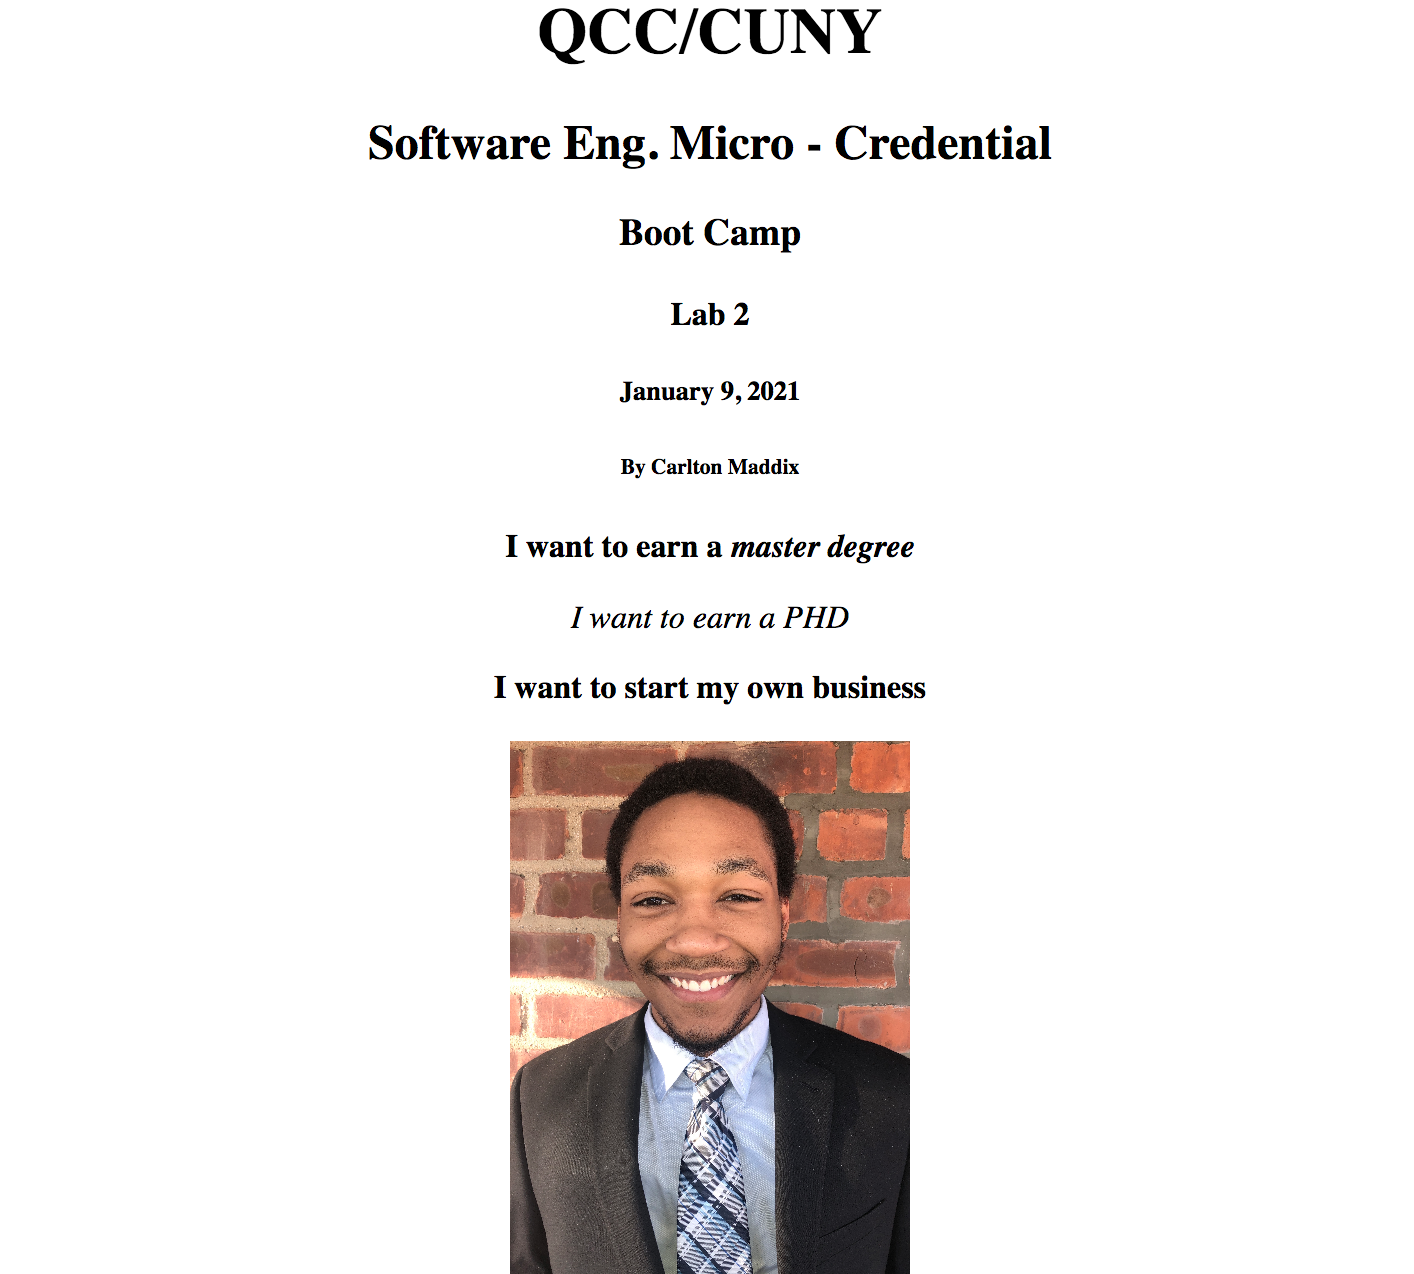 QCC/CUNY
Software Eng. Micro - Credential
Boot Camp
Lab 2
January 9, 2021
By Carlton Maddix
I want to earn a master degree
I want to earn a PHD
I want to start my own business